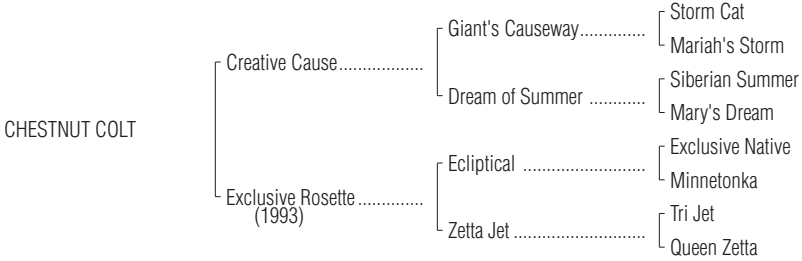 Storm Cat
Giant's Causeway..............
Mariah's Storm
Creative Cause..................
Siberian Summer
Dream of Summer ............
Mary's Dream
CHESTNUT COLT
Exclusive Native
Ecliptical ..........................
Minnetonka
Exclusive Rosette ..............
(1993)
Tri Jet
Zetta Jet ............................
Queen Zetta